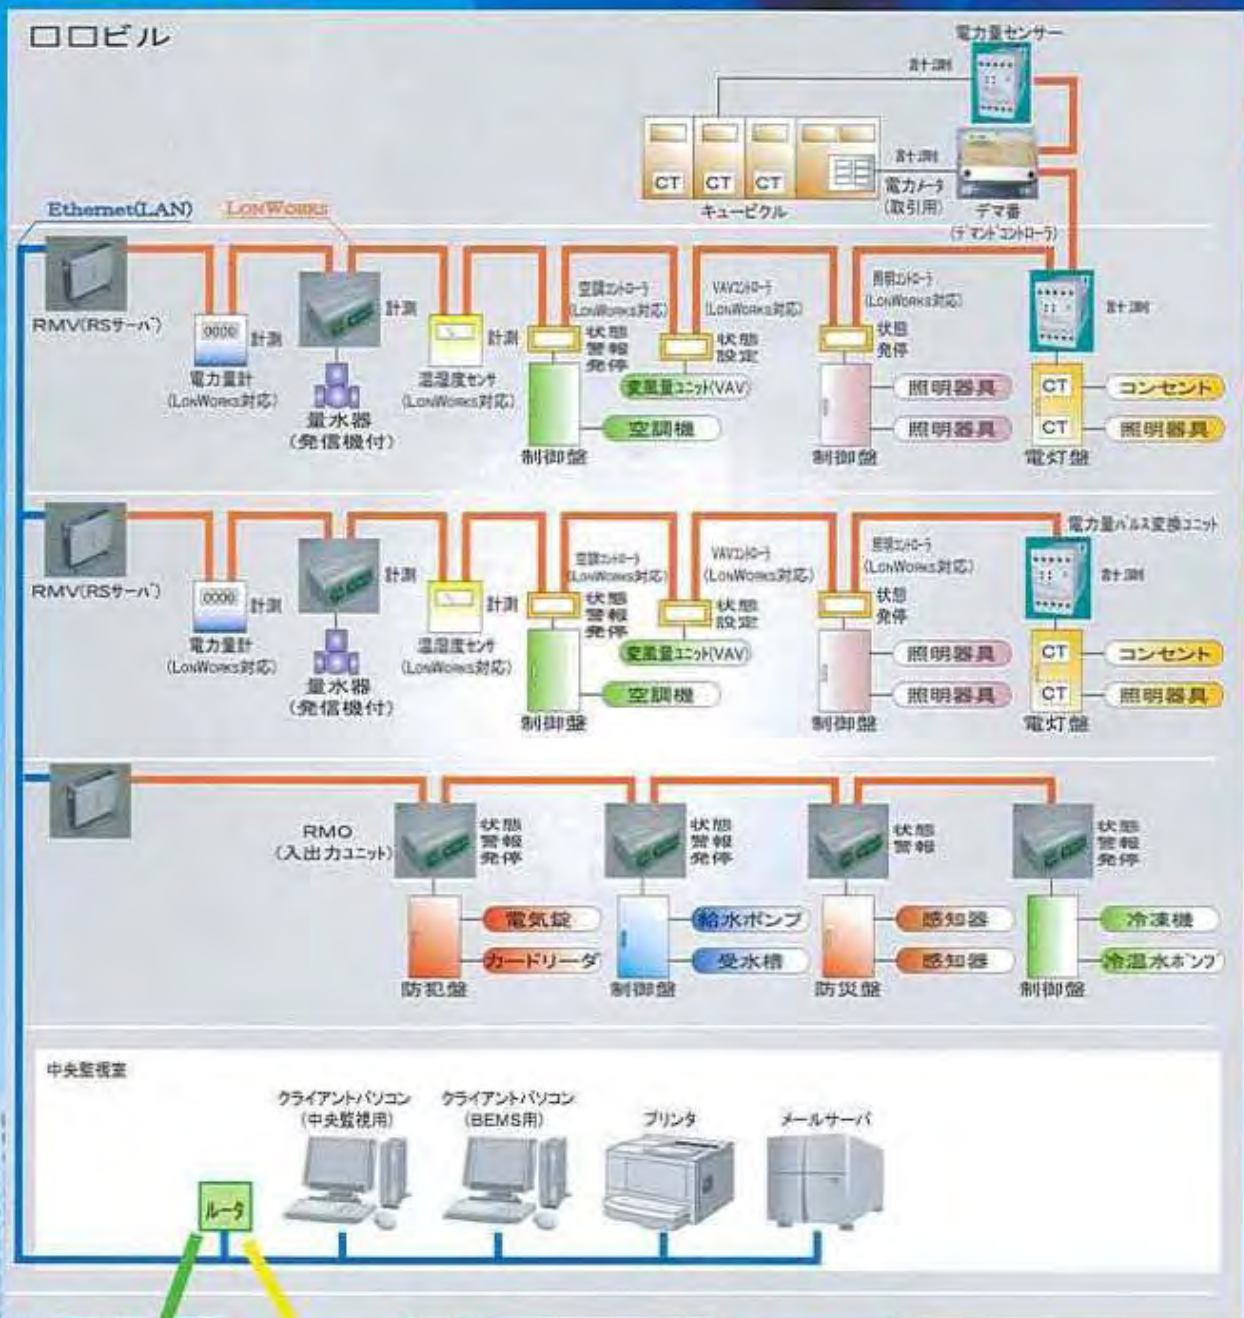 口口ビル
電力量センサー
計測
CT
CT
CT
キュービクル
計測
電力メータ
(取引用)
デマ番
(デマンドコントローラ)
Ethernet(LAN)
LONWORKS
RMV(RSサーバ)
0000
計測
電力量計
(LONWORKS対応)
計測
量水器
(発信機付)
計測
温湿度センサ
(LONWORKS対応)
空調コントローラ
(LONWORKS対応)
状態
警報
発停
制御盤
空調機
VAVコントローラ
(LONWORKS対応)
状態
設定
変風量ユニット(VAV)
照明コントローラ
(LONWORKS対応)
状態
発停
制御盤
照明器具
照明器具
計測
CT
CT
電灯盤
コンセント
照明器具
RMV(RSサーバ)
0000
計測
電力量計
(LONWORKS対応)
計測
量水器
(発信機付)
計測
温湿度センサ
(LONWORKS対応)
空調コントローラ
(LONWORKS対応)
状態
警報
発停
制御盤
空調機
VAVコントローラ
(LONWORKS対応)
状態
設定
変風量ユニット(VAV)
照明コントローラ
(LONWORKS対応)
状態
発停
制御盤
照明器具
照明器具
電力量パルス変換ユニット
計測
CT
CT
電灯盤
コンセント
照明器具
RMO
(入出力ユニット)
状態
警報
発停
防犯盤
電気錠
カードリーダ
状態
警報
発停
制御盤
給水ポンプ
受水槽
状態
警報
防災盤
感知器
感知器
状態
警報
発停
制御盤
冷凍機
冷温水ポンプ
中央監視室
クライアントパソコン
(中央監視用)
クライアントパソコン
(BEMS用)
プリンタ
メールサーバ
ルータ